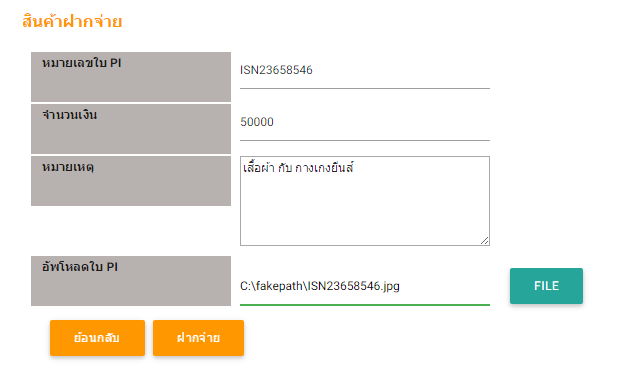 สินค้าฝากจ่าย
หมายเลขใบ PI
ISN23658546
จำนวนเงิน
50000
หมายเหตุ
เสื้อผ้า กับ กางเกงยีนส์
อัพโหลดใบ PI
C:\fakepath\ISN23658546.jpg
FILE
ย้อนกลับ
ฝากจ่าย